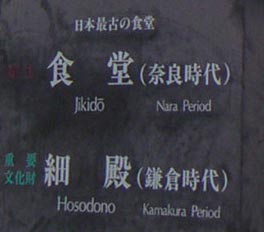 日本最古の食堂
食堂(奈良時代)
Jikidō Nara Period
重要
文化財
細殿(鎌倉時代)
Hosodono Kamakura Period